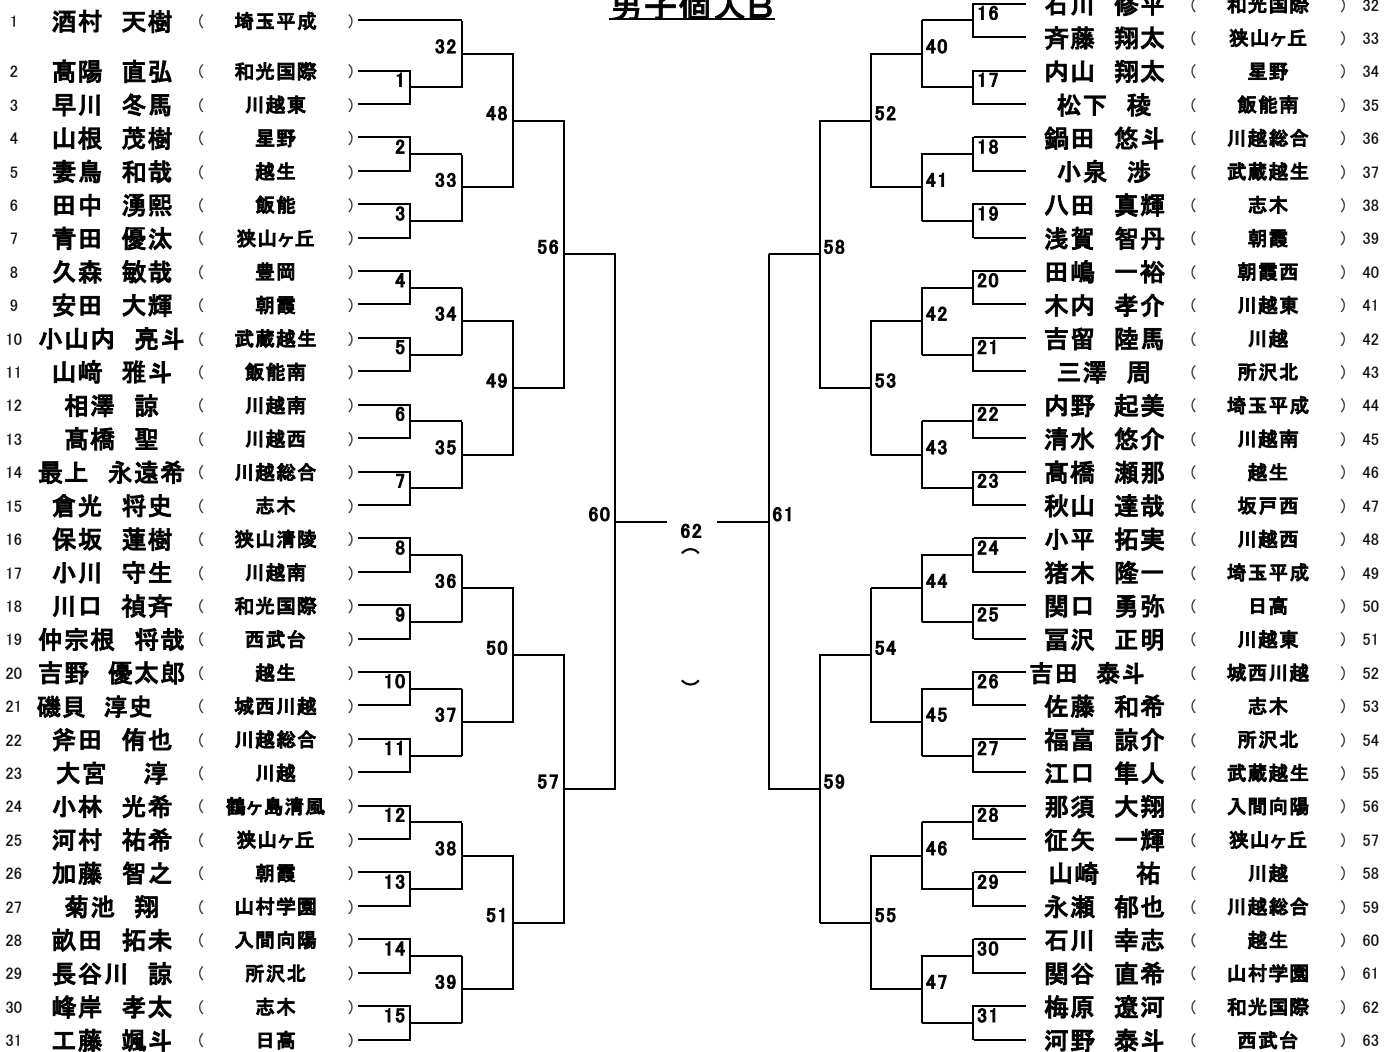 男子個人B
1 酒村 天樹 ( 埼玉平成 )
2 髙陽 直弘 ( 和光国際 )
3 早川 冬馬 ( 川越東 )
4 山根 茂樹 ( 星野 )
5 妻鳥 和哉 ( 越生 )
6 田中 湧熙 ( 飯能 )
7 青田 優汰 ( 狭山ヶ丘 )
8 久森 敏哉 ( 豊岡 )
9 安田 大輝 ( 朝霞 )
10 小山内 亮斗 ( 武蔵越生 )
11 山﨑 雅斗 ( 飯能南 )
12 相澤 諒 ( 川越南 )
13 髙橋 聖 ( 川越西 )
14 最上 永遠希 ( 川越総合 )
15 倉光 将史 ( 志木 )
16 保坂 蓮樹 ( 狭山清陵 )
17 小川 守生 ( 川越南 )
18 川口 禎斉 ( 和光国際 )
19 仲宗根 将哉 ( 西武台 )
20 吉野 優太郎 ( 越生 )
21 磯貝 淳史 ( 城西川越 )
22 斧田 侑也 ( 川越総合 )
23 大宮 淳 ( 川越 )
24 小林 光希 ( 鶴ヶ島清風 )
25 河村 祐希 ( 狭山ヶ丘 )
26 加藤 智之 ( 朝霞 )
27 菊池 翔 ( 山村学園 )
28 畝田 拓未 ( 入間向陽 )
29 長谷川 諒 ( 所沢北 )
30 峰岸 孝太 ( 志木 )
31 工藤 颯斗 ( 日高 )
1
2
3
4
5
6
7
8
9
10
11
12
13
14
15
32
33
34
35
36
37
38
39
48
49
50
51
56
57
60
62
( )
61
58
59
52
53
54
55
40
41
42
43
44
45
46
47
16
17
18
19
20
21
22
23
24
25
26
27
28
29
30
31
石川 修平 ( 和光国際 ) 32
斉藤 翔太 ( 狭山ヶ丘 ) 33
内山 翔太 ( 星野 ) 34
松下 稜 ( 飯能南 ) 35
鍋田 悠斗 ( 川越総合 ) 36
小泉 渉 ( 武蔵越生 ) 37
八田 真輝 ( 志木 ) 38
浅賀 智丹 ( 朝霞 ) 39
田嶋 一裕 ( 朝霞西 ) 40
木内 孝介 ( 川越東 ) 41
吉留 陸馬 ( 川越 ) 42
三澤 周 ( 所沢北 ) 43
内野 起美 ( 埼玉平成 ) 44
清水 悠介 ( 川越南 ) 45
髙橋 瀬那 ( 越生 ) 46
秋山 達哉 ( 坂戸西 ) 47
小平 拓実 ( 川越西 ) 48
猪木 隆一 ( 埼玉平成 ) 49
関口 勇弥 ( 日高 ) 50
冨沢 正明 ( 川越東 ) 51
吉田 泰斗 ( 城西川越 ) 52
佐藤 和希 ( 志木 ) 53
福富 諒介 ( 所沢北 ) 54
江口 隼人 ( 武蔵越生 ) 55
那須 大翔 ( 入間向陽 ) 56
征矢 一輝 ( 狭山ヶ丘 ) 57
山崎 祐 ( 川越 ) 58
永瀬 郁也 ( 川越総合 ) 59
石川 幸志 ( 越生 ) 60
関谷 直希 ( 山村学園 ) 61
梅原 遼河 ( 和光国際 ) 62
河野 泰斗 ( 西武台 ) 63